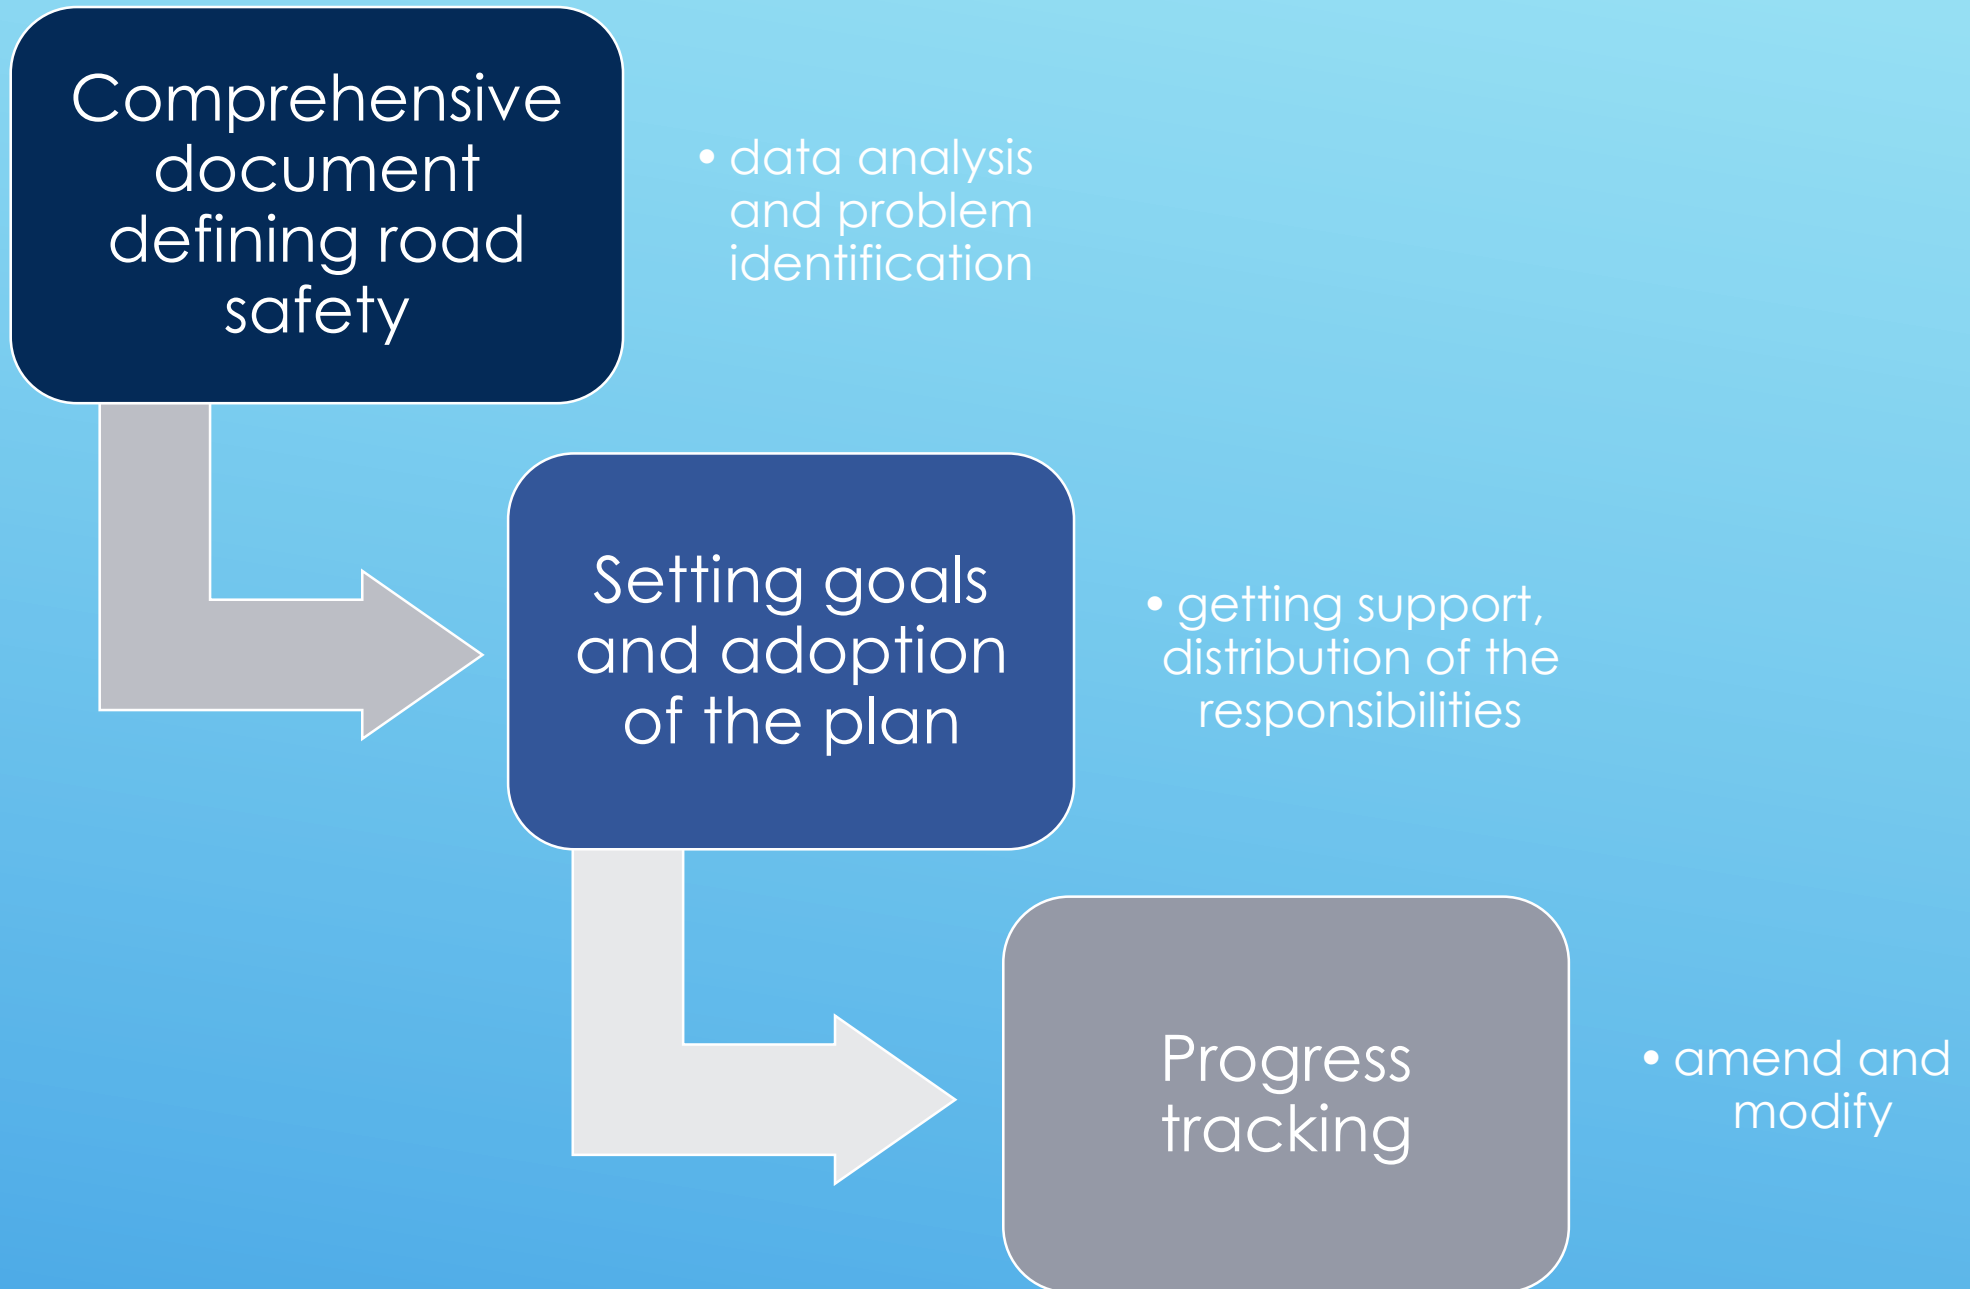 Comprehensive
document
defining road
safety
• data analysis
and problem
identification
Setting goals
and adoption
of the plan
• getting support,
distribution of the
responsibilities
Progress
tracking
• amend and
modify